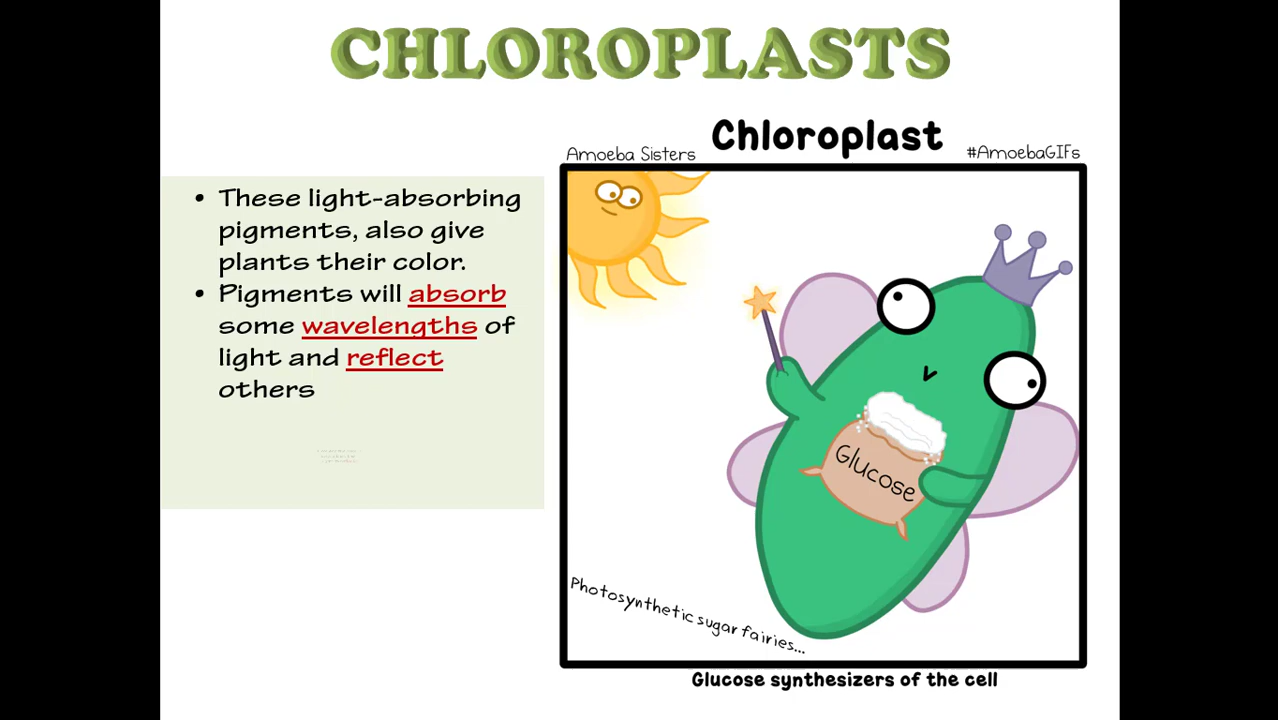 CHLOROPLASTS
Chloroplast
Amoeba Sisters
#AmoebaGIFs
• These light-absorbing
pigments, also give
plants their color.
• Pigments will absorb
some wavelengths of
light and reflect
others
Glucose
Photosynthetic sugar fairies...
Glucose synthesizers of the cell